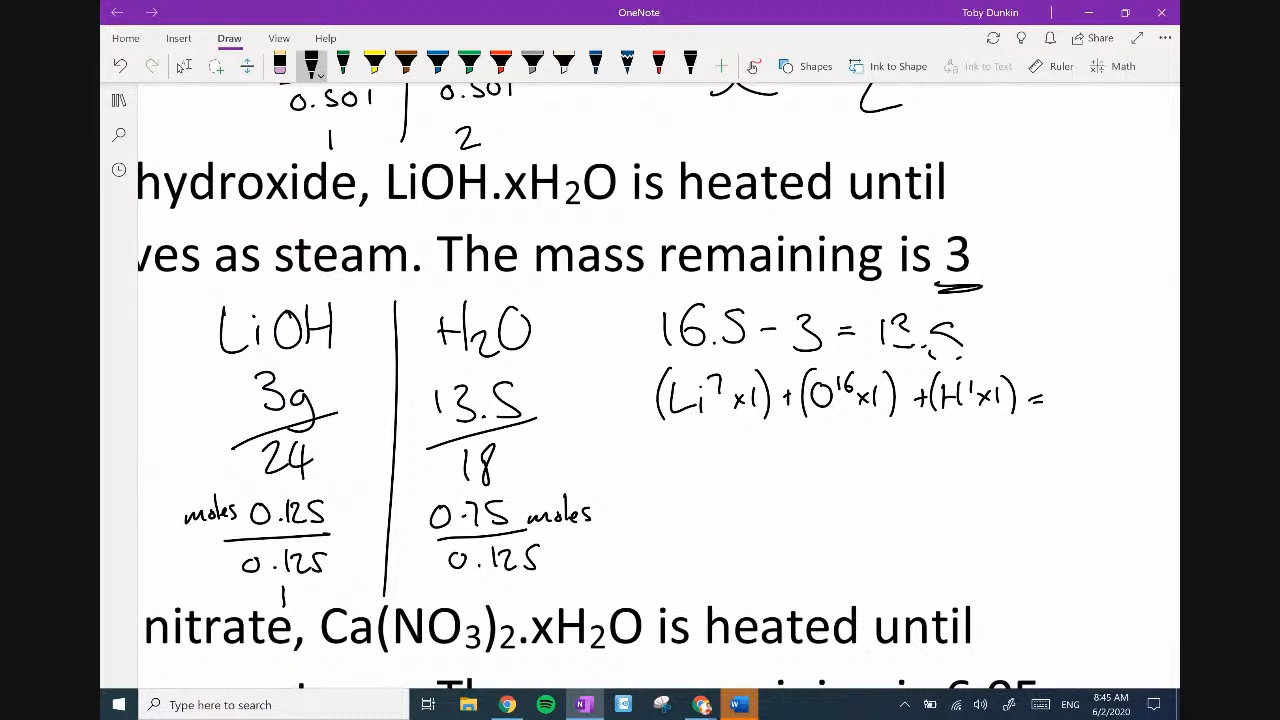 OneNote
Toby Dunkin
Home Insert Draw View Help
Share
Shapes Ink to Shape Ink to Text Ruler Math
0.501 0.501
1 2
hydroxide, LiOH.xH₂O is heated until
ves as steam. The mass remaining is 3
LiOH H₂O 16.5 - 3 = 13.5
3g 13.5 (Li⁷ x1) + (O¹⁶ x1) + (H¹ x1) =
24 18
moles 0.125 0.75 moles
0.125 0.125
1
nitrate, Ca(NO₃)₂.xH₂O is heated until
Type here to search
8:45 AM
ENG
6/2/2020